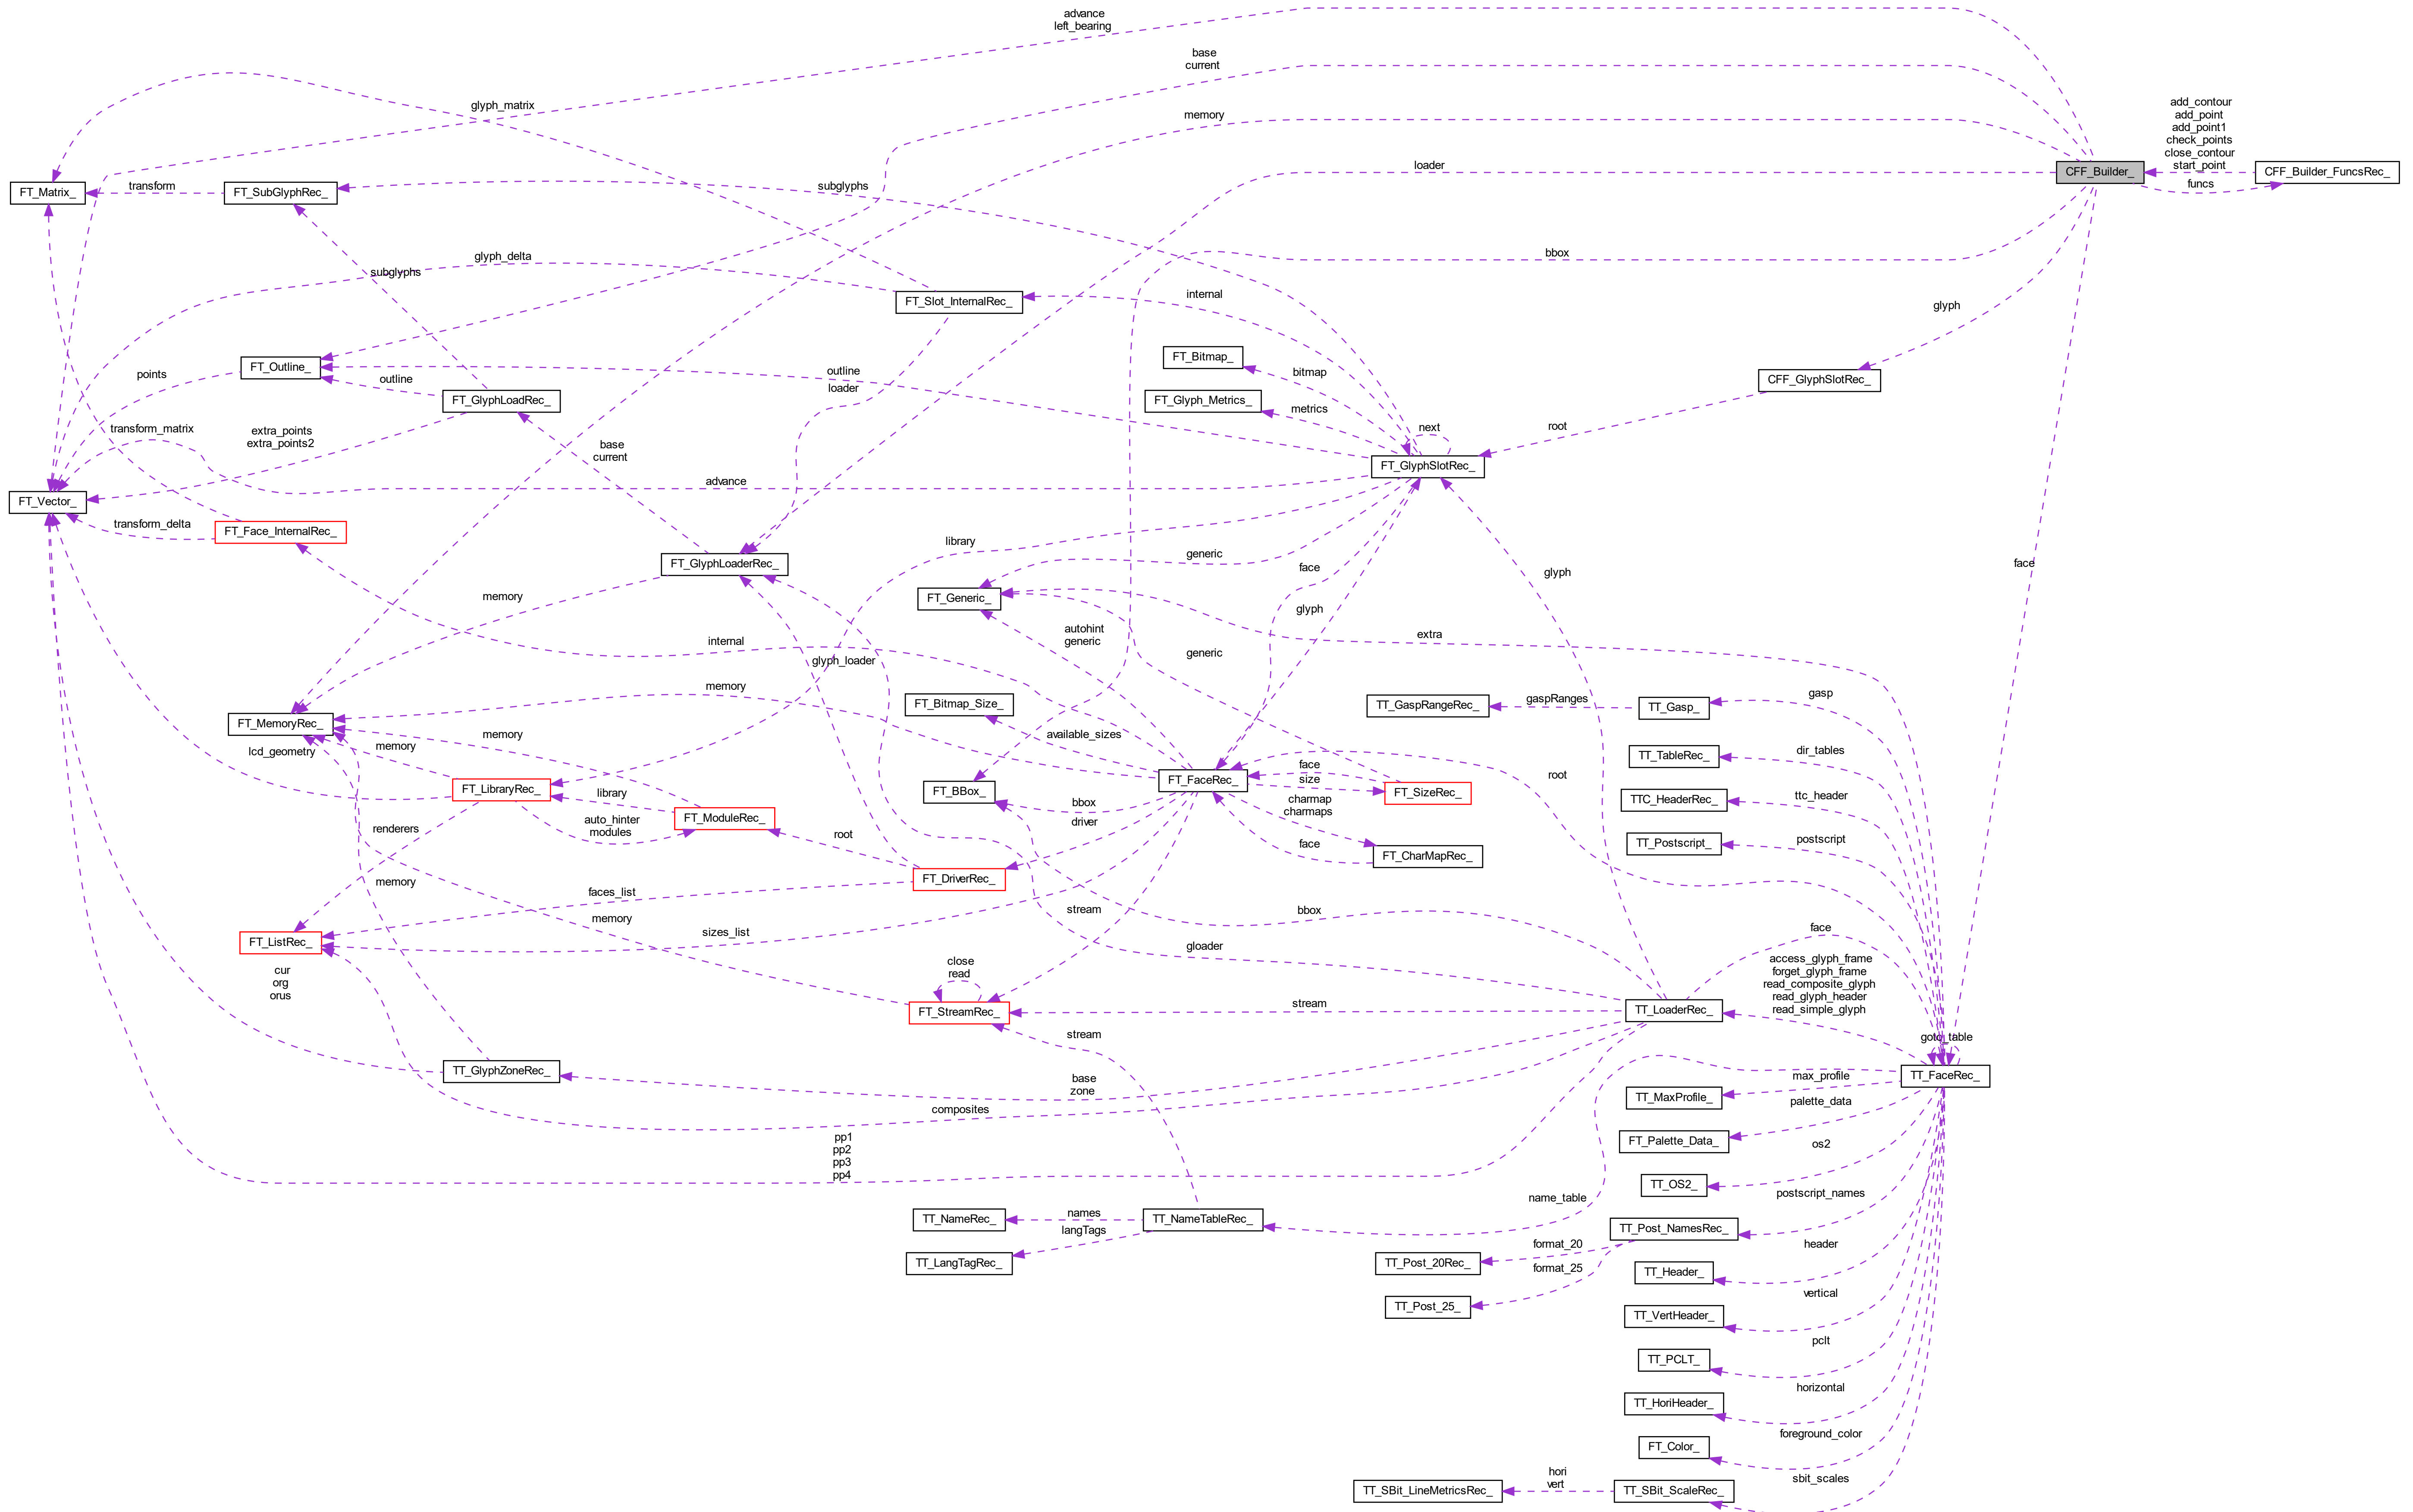 advance
left_bearing
base
current
glyph_matrix
memory
add_contour
add_point
add_point1
check_points
close_contour
start_point
loader
CFF_Builder_
CFF_Builder_FuncsRec_
funcs
FT_Matrix_
transform
FT_SubGlyphRec_
subglyphs
glyph_delta
bbox
subglyphs
FT_Slot_InternalRec_
internal
glyph
FT_Bitmap_
bitmap
FT_Outline_
points
outline
outline
loader
CFF_GlyphSlotRec_
FT_GlyphLoadRec_
FT_Glyph_Metrics_
metrics
transform_matrix
extra_points
extra_points2
base
current
next
root
FT_GlyphSlotRec_
advance
FT_Vector_
transform_delta
FT_Face_InternalRec_
library
generic
face
glyph
face
FT_GlyphLoaderRec_
memory
FT_Generic_
glyph
internal
glyph_loader
autohint
generic
generic
extra
memory
FT_Bitmap_Size_
available_sizes
TT_GaspRangeRec_
gaspRanges
TT_Gasp_
gasp
FT_MemoryRec_
lcd_geometry
memory
memory
dir_tables
TT_TableRec_
FT_LibraryRec_
library
FT_BBox_
bbox
FT_FaceRec_
face
size
FT_SizeRec_
root
charmap
charmaps
TTC_HeaderRec_
ttc_header
renderers
auto_hinter
modules
FT_ModuleRec_
root
driver
face
TT_Postscript_
postscript
FT_CharMapRec_
memory
FT_DriverRec_
faces_list
memory
stream
bbox
FT_ListRec_
sizes_list
gloader
face
cur
org
orus
close
read
FT_StreamRec_
stream
TT_LoaderRec_
access_glyph_frame
forget_glyph_frame
read_composite_glyph
read_glyph_header
read_simple_glyph
stream
goto_table
TT_GlyphZoneRec_
base
zone
TT_FaceRec_
composites
TT_MaxProfile_
max_profile
palette_data
FT_Palette_Data_
pp1
pp2
pp3
pp4
os2
TT_OS2_
name_table
postscript_names
TT_NameRec_
names
langTags
TT_NameTableRec_
TT_Post_NamesRec_
TT_LangTagRec_
TT_Post_20Rec_
format_20
format_25
header
TT_Header_
TT_Post_25_
vertical
TT_VertHeader_
pclt
TT_PCLT_
horizontal
TT_HoriHeader_
foreground_color
FT_Color_
sbit_scales
TT_SBit_LineMetricsRec_
hori
vert
TT_SBit_ScaleRec_